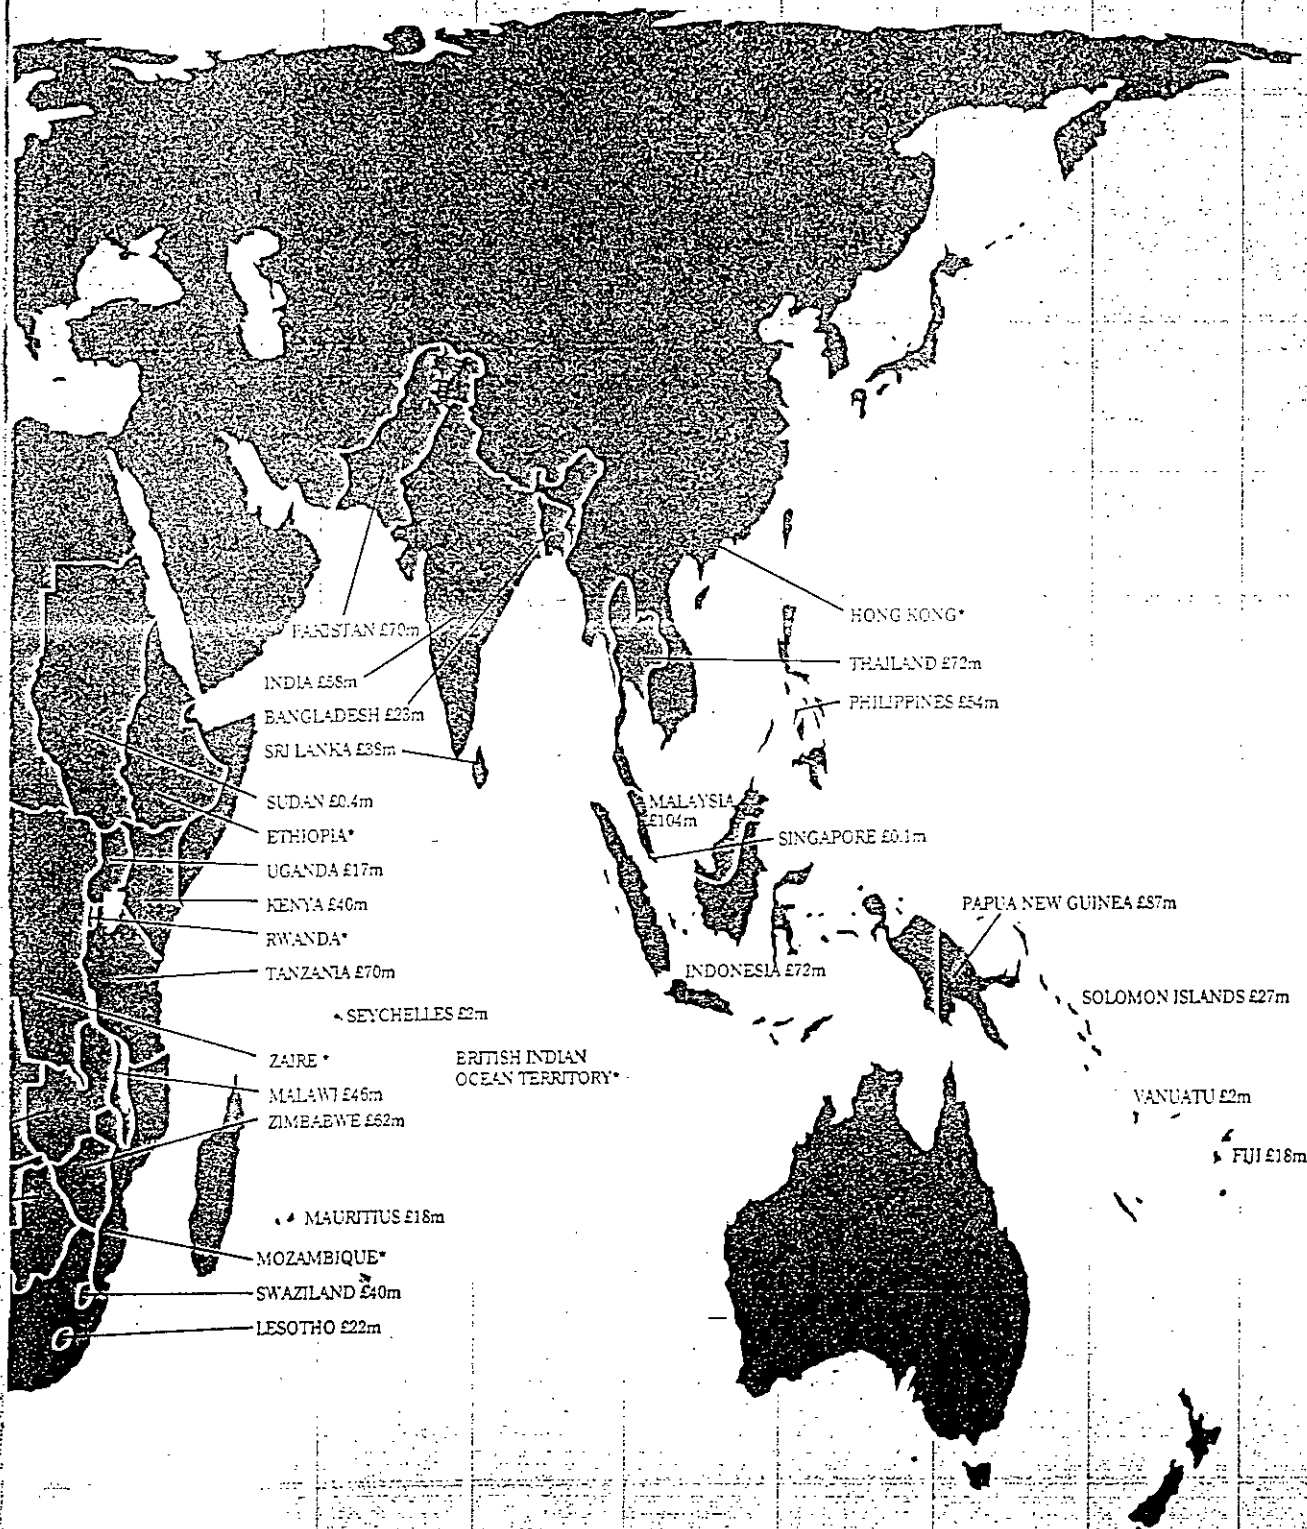 PAKISTAN £70m
INDIA £58m
BANGLADESH £23m
SRI LANKA £38m
SUDAN £0.4m
ETHIOPIA*
UGANDA £17m
KENYA £40m
RWANDA*
TANZANIA £70m
SEYCHELLES £2m
ZAIRE *
MALAWI £46m
ZIMBABWE £62m
MAURITIUS £18m
MOZAMBIQUE*
SWAZILAND £40m
LESOTHO £22m
BRITISH INDIAN
OCEAN TERRITORY*
HONG KONG*
THAILAND £72m
PHILIPPINES £54m
MALAYSIA
£104m
SINGAPORE £0.1m
INDONESIA £72m
PAPUA NEW GUINEA £87m
SOLOMON ISLANDS £27m
VANUATU £2m
FIJI £18m